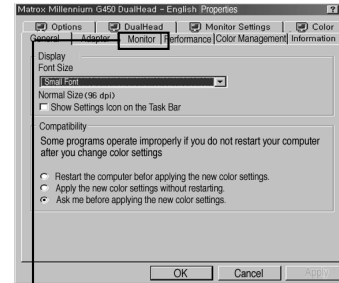 Matrox Millennium G450 DualHead - English Properties
Options DualHead Monitor Settings Color
General Adapter Monitor Performance Color Management Information
Display
Font Size
Small Font
Normal Size (96 dpi)
Show Settings Icon on the Task Bar
Compatibility
Some programs operate improperly if you do not restart your computer
after you change color settings
Restart the computer befor applying the new color settings.
Apply the new color settings without restarting.
Ask me before applying the new color settings.
OK Cancel Apply